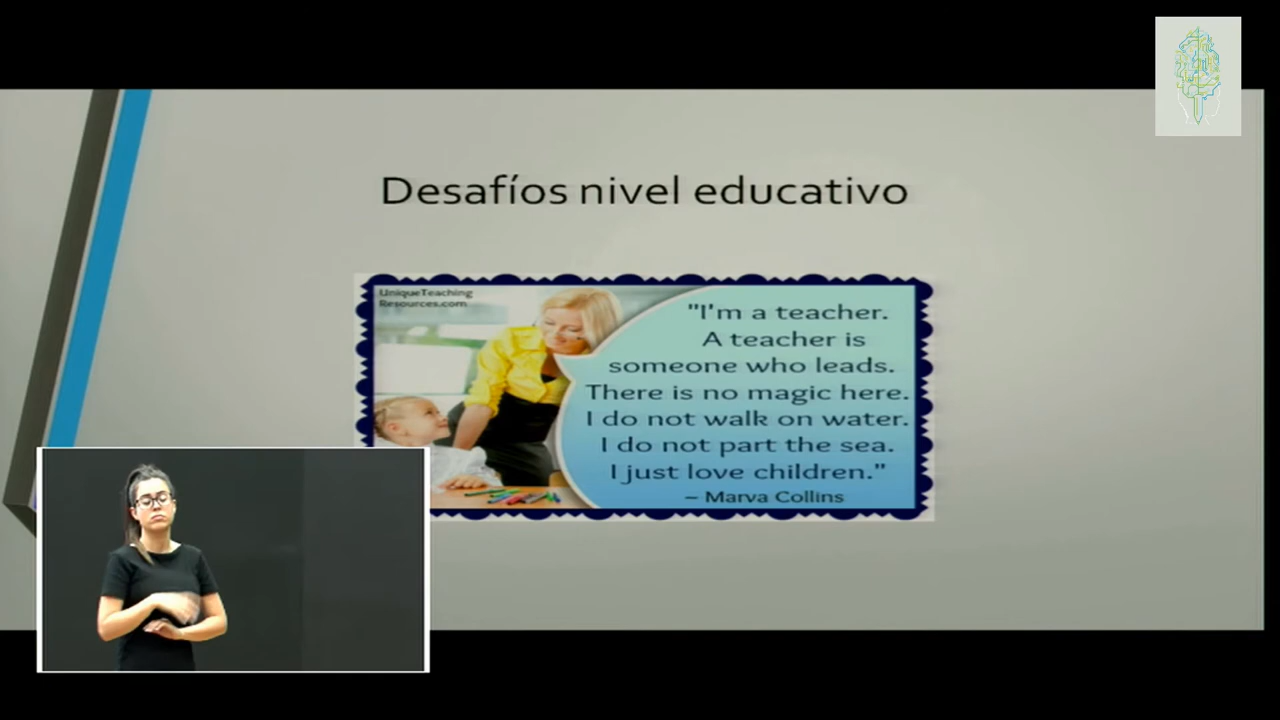 Desafíos nivel educativo
UniqueTeaching
Resources.com
"I'm a teacher.
A teacher is
someone who leads.
There is no magic here.
I do not walk on water.
I do not part the sea.
I just love children."
– Marva Collins